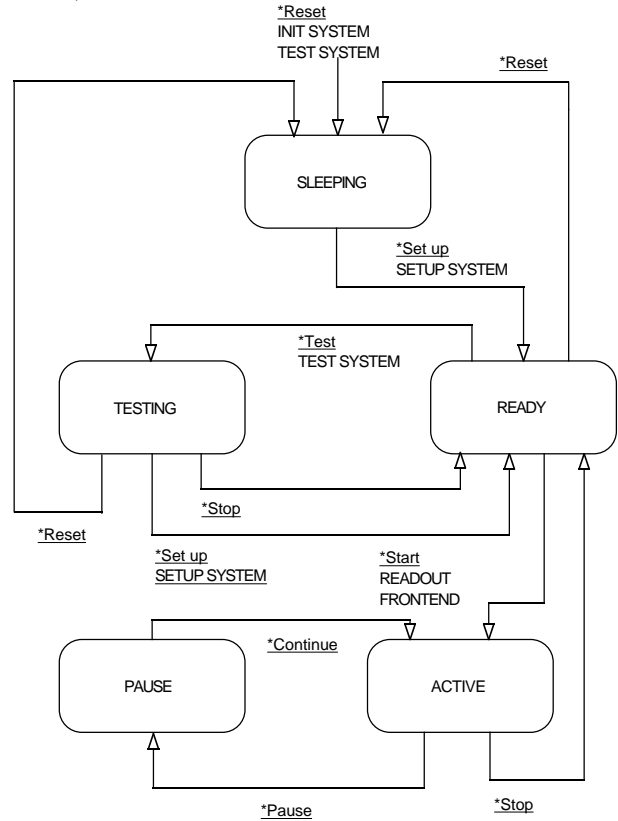 *Reset
INIT SYSTEM
TEST SYSTEM
*Reset
SLEEPING
*Set up
SETUP SYSTEM
*Test
TEST SYSTEM
TESTING
READY
*Stop
*Reset
*Set up
SETUP SYSTEM
*Start
READOUT
FRONTEND
*Continue
PAUSE
ACTIVE
*Pause
*Stop